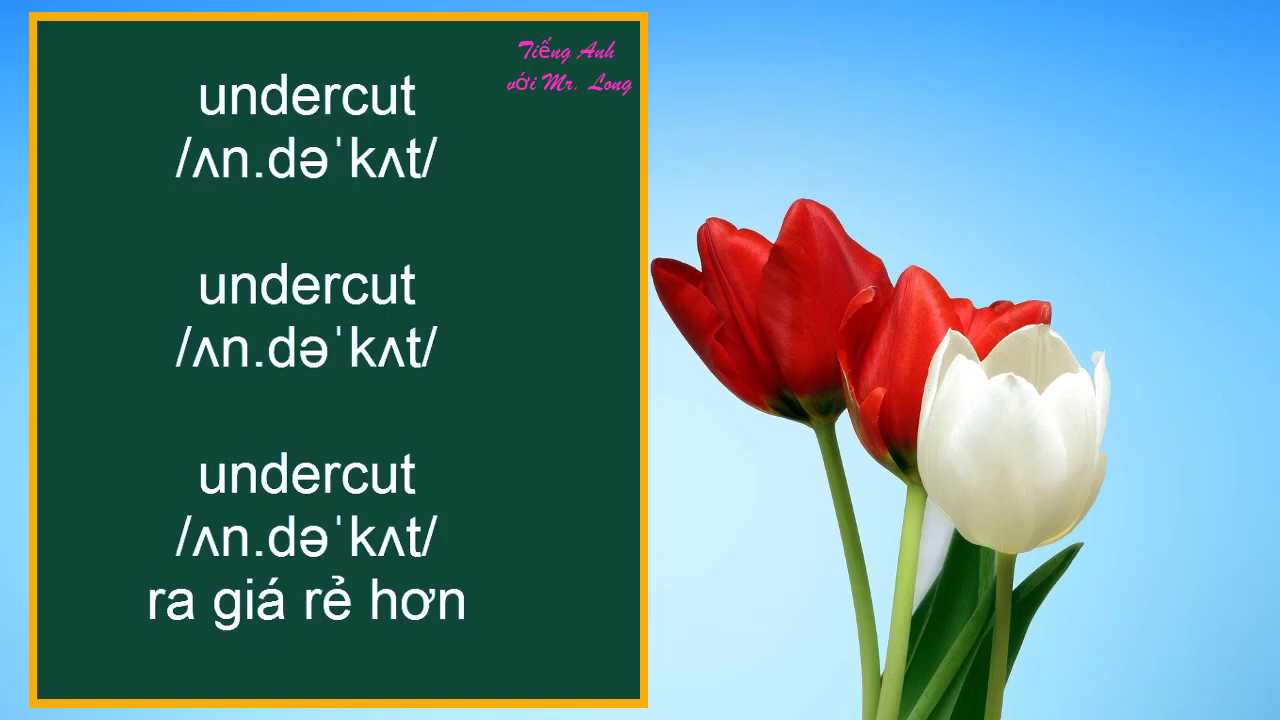 Tiếng Anh
với Mr. Long
undercut
/ʌn.dəˈkʌt/
undercut
/ʌn.dəˈkʌt/
undercut
/ʌn.dəˈkʌt/
ra giá rẻ hơn